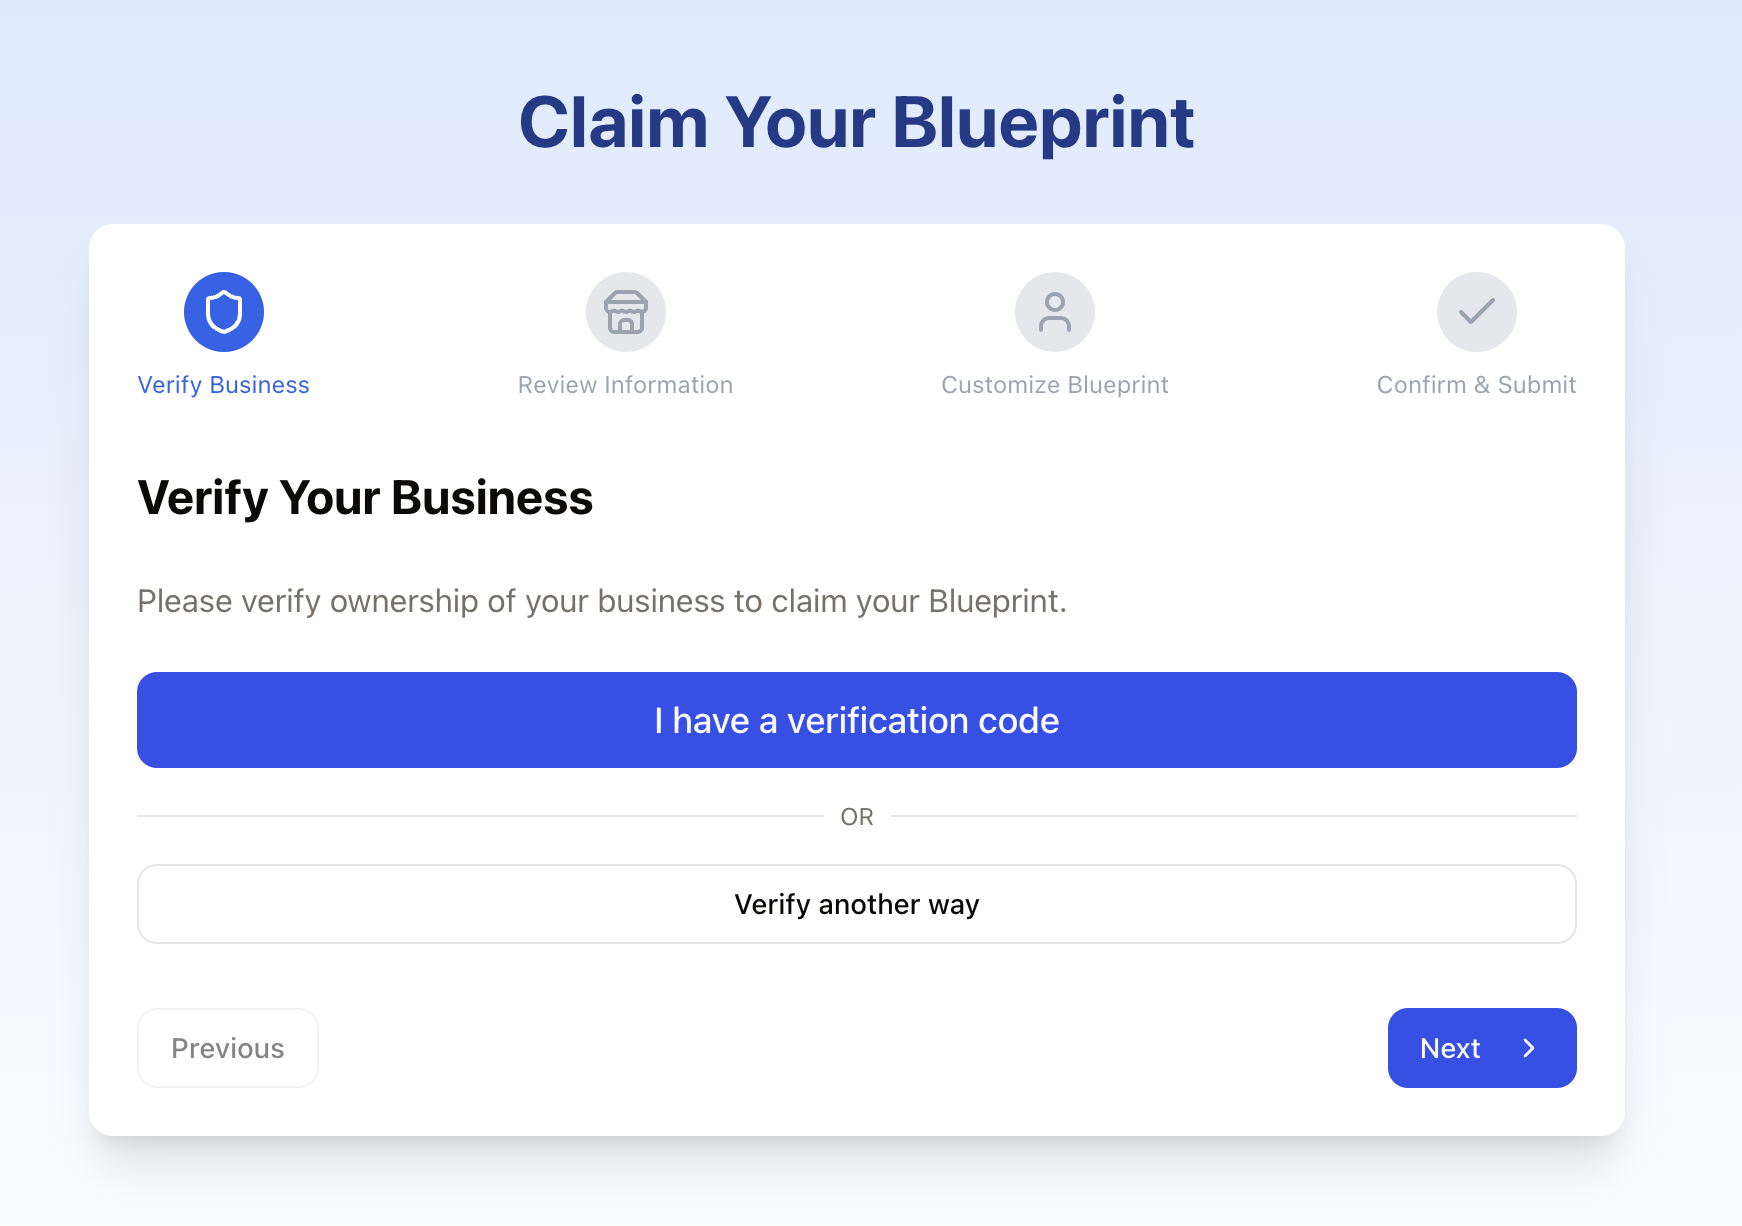 Claim Your Blueprint
Verify Business
Review Information
Customize Blueprint
Confirm & Submit
Verify Your Business
Please verify ownership of your business to claim your Blueprint.
I have a verification code
OR
Verify another way
Previous
Next